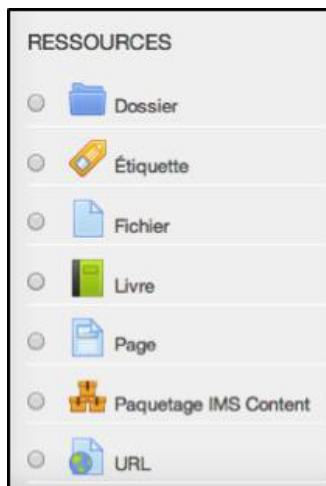 RESSOURCES
Dossier
Étiquette
Fichier
Livre
Page
Paquetage IMS Content
URL